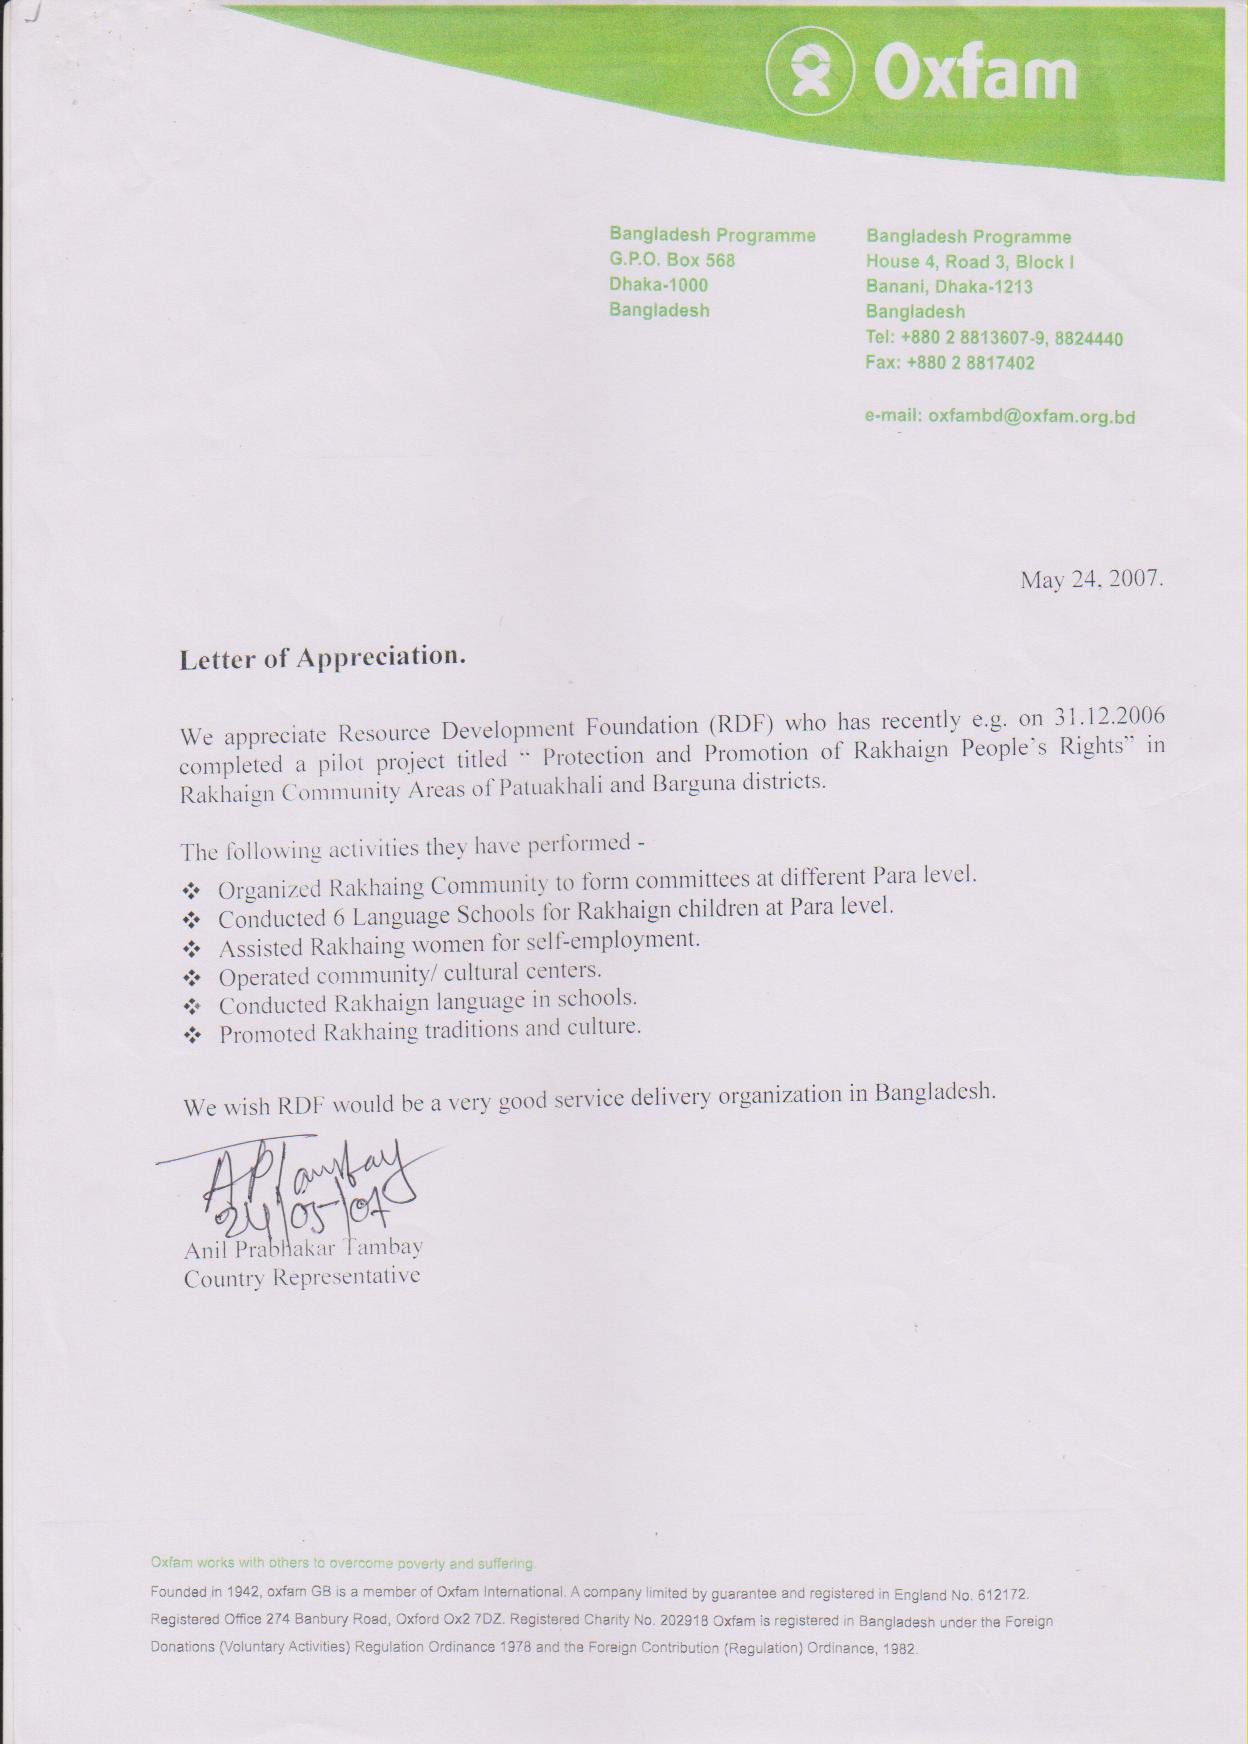 Oxfam
Bangladesh Programme
G.P.O. Box 568
Dhaka-1000
Bangladesh
Bangladesh Programme
House 4, Road 3, Block I
Banani, Dhaka-1213
Bangladesh
Tel: +880 2 8813607-9, 8824440
Fax: +880 2 8817402
e-mail: oxfambd@oxfam.org.bd
May 24, 2007.
Letter of Appreciation.
We appreciate Resource Development Foundation (RDF) who has recently e.g. on 31.12.2006
completed a pilot project titled “ Protection and Promotion of Rakhaign People’s Rights” in
Rakhaign Community Areas of Patuakhali and Barguna districts.
The following activities they have performed -
❖ Organized Rakhaing Community to form committees at different Para level.
❖ Conducted 6 Language Schools for Rakhaign children at Para level.
❖ Assisted Rakhaing women for self-employment.
❖ Operated community/ cultural centers.
❖ Conducted Rakhaign language in schools.
❖ Promoted Rakhaing traditions and culture.
We wish RDF would be a very good service delivery organization in Bangladesh.
APTambay
24/05/07
Anil Prabhakar Tambay
Country Representative
Oxfam works with others to overcome poverty and suffering.
Founded in 1942, oxfam GB is a member of Oxfam International. A company limited by guarantee and registered in England No. 612172.
Registered Office 274 Banbury Road, Oxford Ox2 7DZ. Registered Charity No. 202918 Oxfam is registered in Bangladesh under the Foreign
Donations (Voluntary Activities) Regulation Ordinance 1978 and the Foreign Contribution (Regulation) Ordinance, 1982.